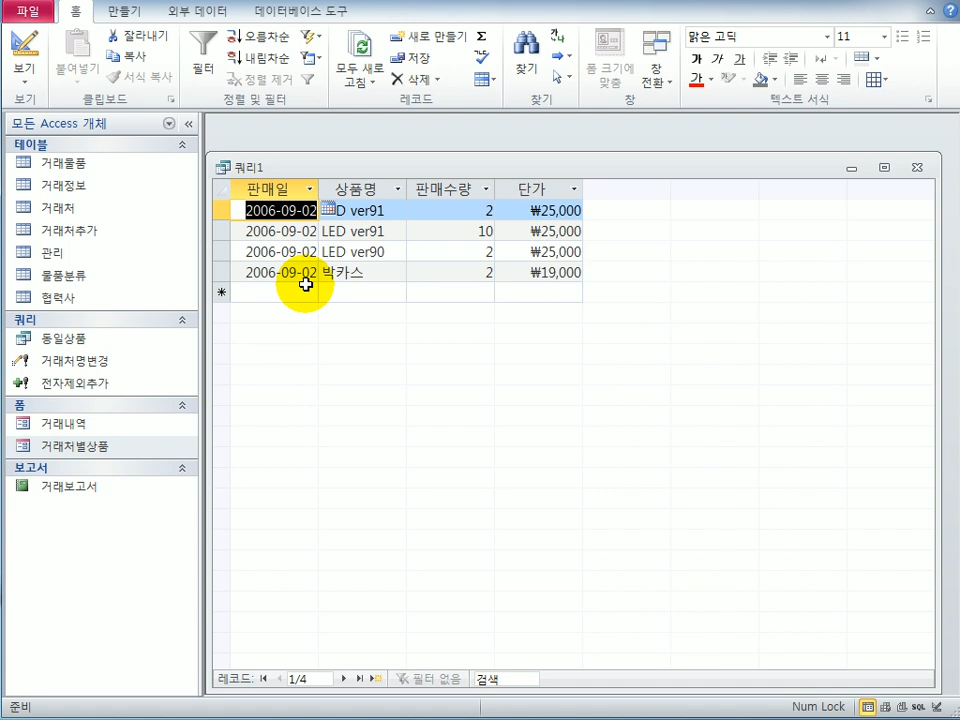 파일 홈 만들기 외부 데이터 데이터베이스 도구
보기 붙여넣기 잘라내기 복사 서식 복사
필터 오름차순 내림차순 정렬 제거
모두 새로 고침 새로 만들기 저장 삭제
찾기 폼 크기에 맞춤 창 전환 맑은 고딕 11
가 가 가 가
보기 클립보드 정렬 및 필터 레코드 찾기 창 텍스트 서식
모든 Access 개체
테이블
거래물품
거래정보
거래처
거래처추가
관리
물품분류
협력사
쿼리
동일상품
거래처명변경
전자제외추가
폼
거래내역
거래처별상품
보고서
거래보고서
쿼리1
판매일 상품명 판매수량 단가
2006-09-02 D ver91 2 ₩25,000
2006-09-02 LED ver91 10 ₩25,000
2006-09-02 LED ver90 2 ₩25,000
2006-09-02 박카스 2 ₩19,000
레코드: 1/4 필터 없음 검색
준비 Num Lock SQL